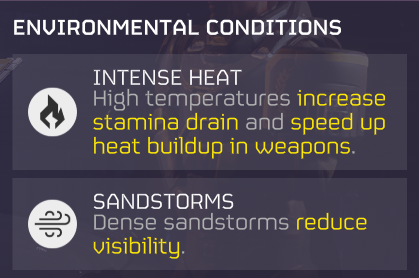 ENVIRONMENTAL CONDITIONS
INTENSE HEAT
High temperatures increase
stamina drain and speed up
heat buildup in weapons.
SANDSTORMS
Dense sandstorms reduce
visibility.